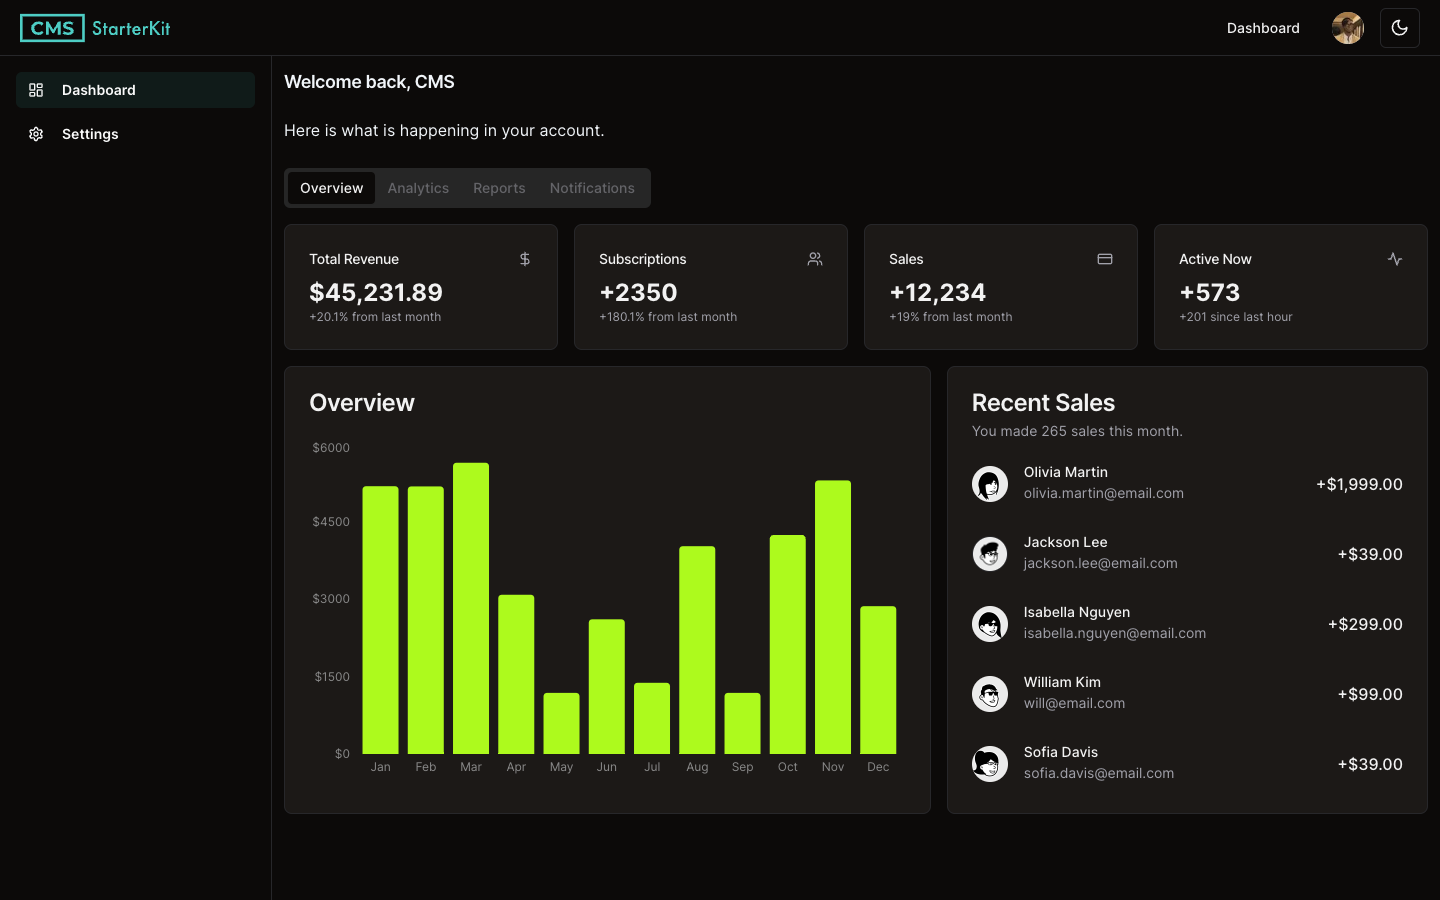 CMS StarterKit
Dashboard
Dashboard
Settings
Welcome back, CMS
Here is what is happening in your account.
Overview Analytics Reports Notifications
Total Revenue
$45,231.89
+20.1% from last month
Subscriptions
+2350
+180.1% from last month
Sales
+12,234
+19% from last month
Active Now
+573
+201 since last hour
Overview
$6000
$4500
$3000
$1500
$0
Jan Feb Mar Apr May Jun Jul Aug Sep Oct Nov Dec
Recent Sales
You made 265 sales this month.
Olivia Martin
olivia.martin@email.com
+$1,999.00
Jackson Lee
jackson.lee@email.com
+$39.00
Isabella Nguyen
isabella.nguyen@email.com
+$299.00
William Kim
will@email.com
+$99.00
Sofia Davis
sofia.davis@email.com
+$39.00